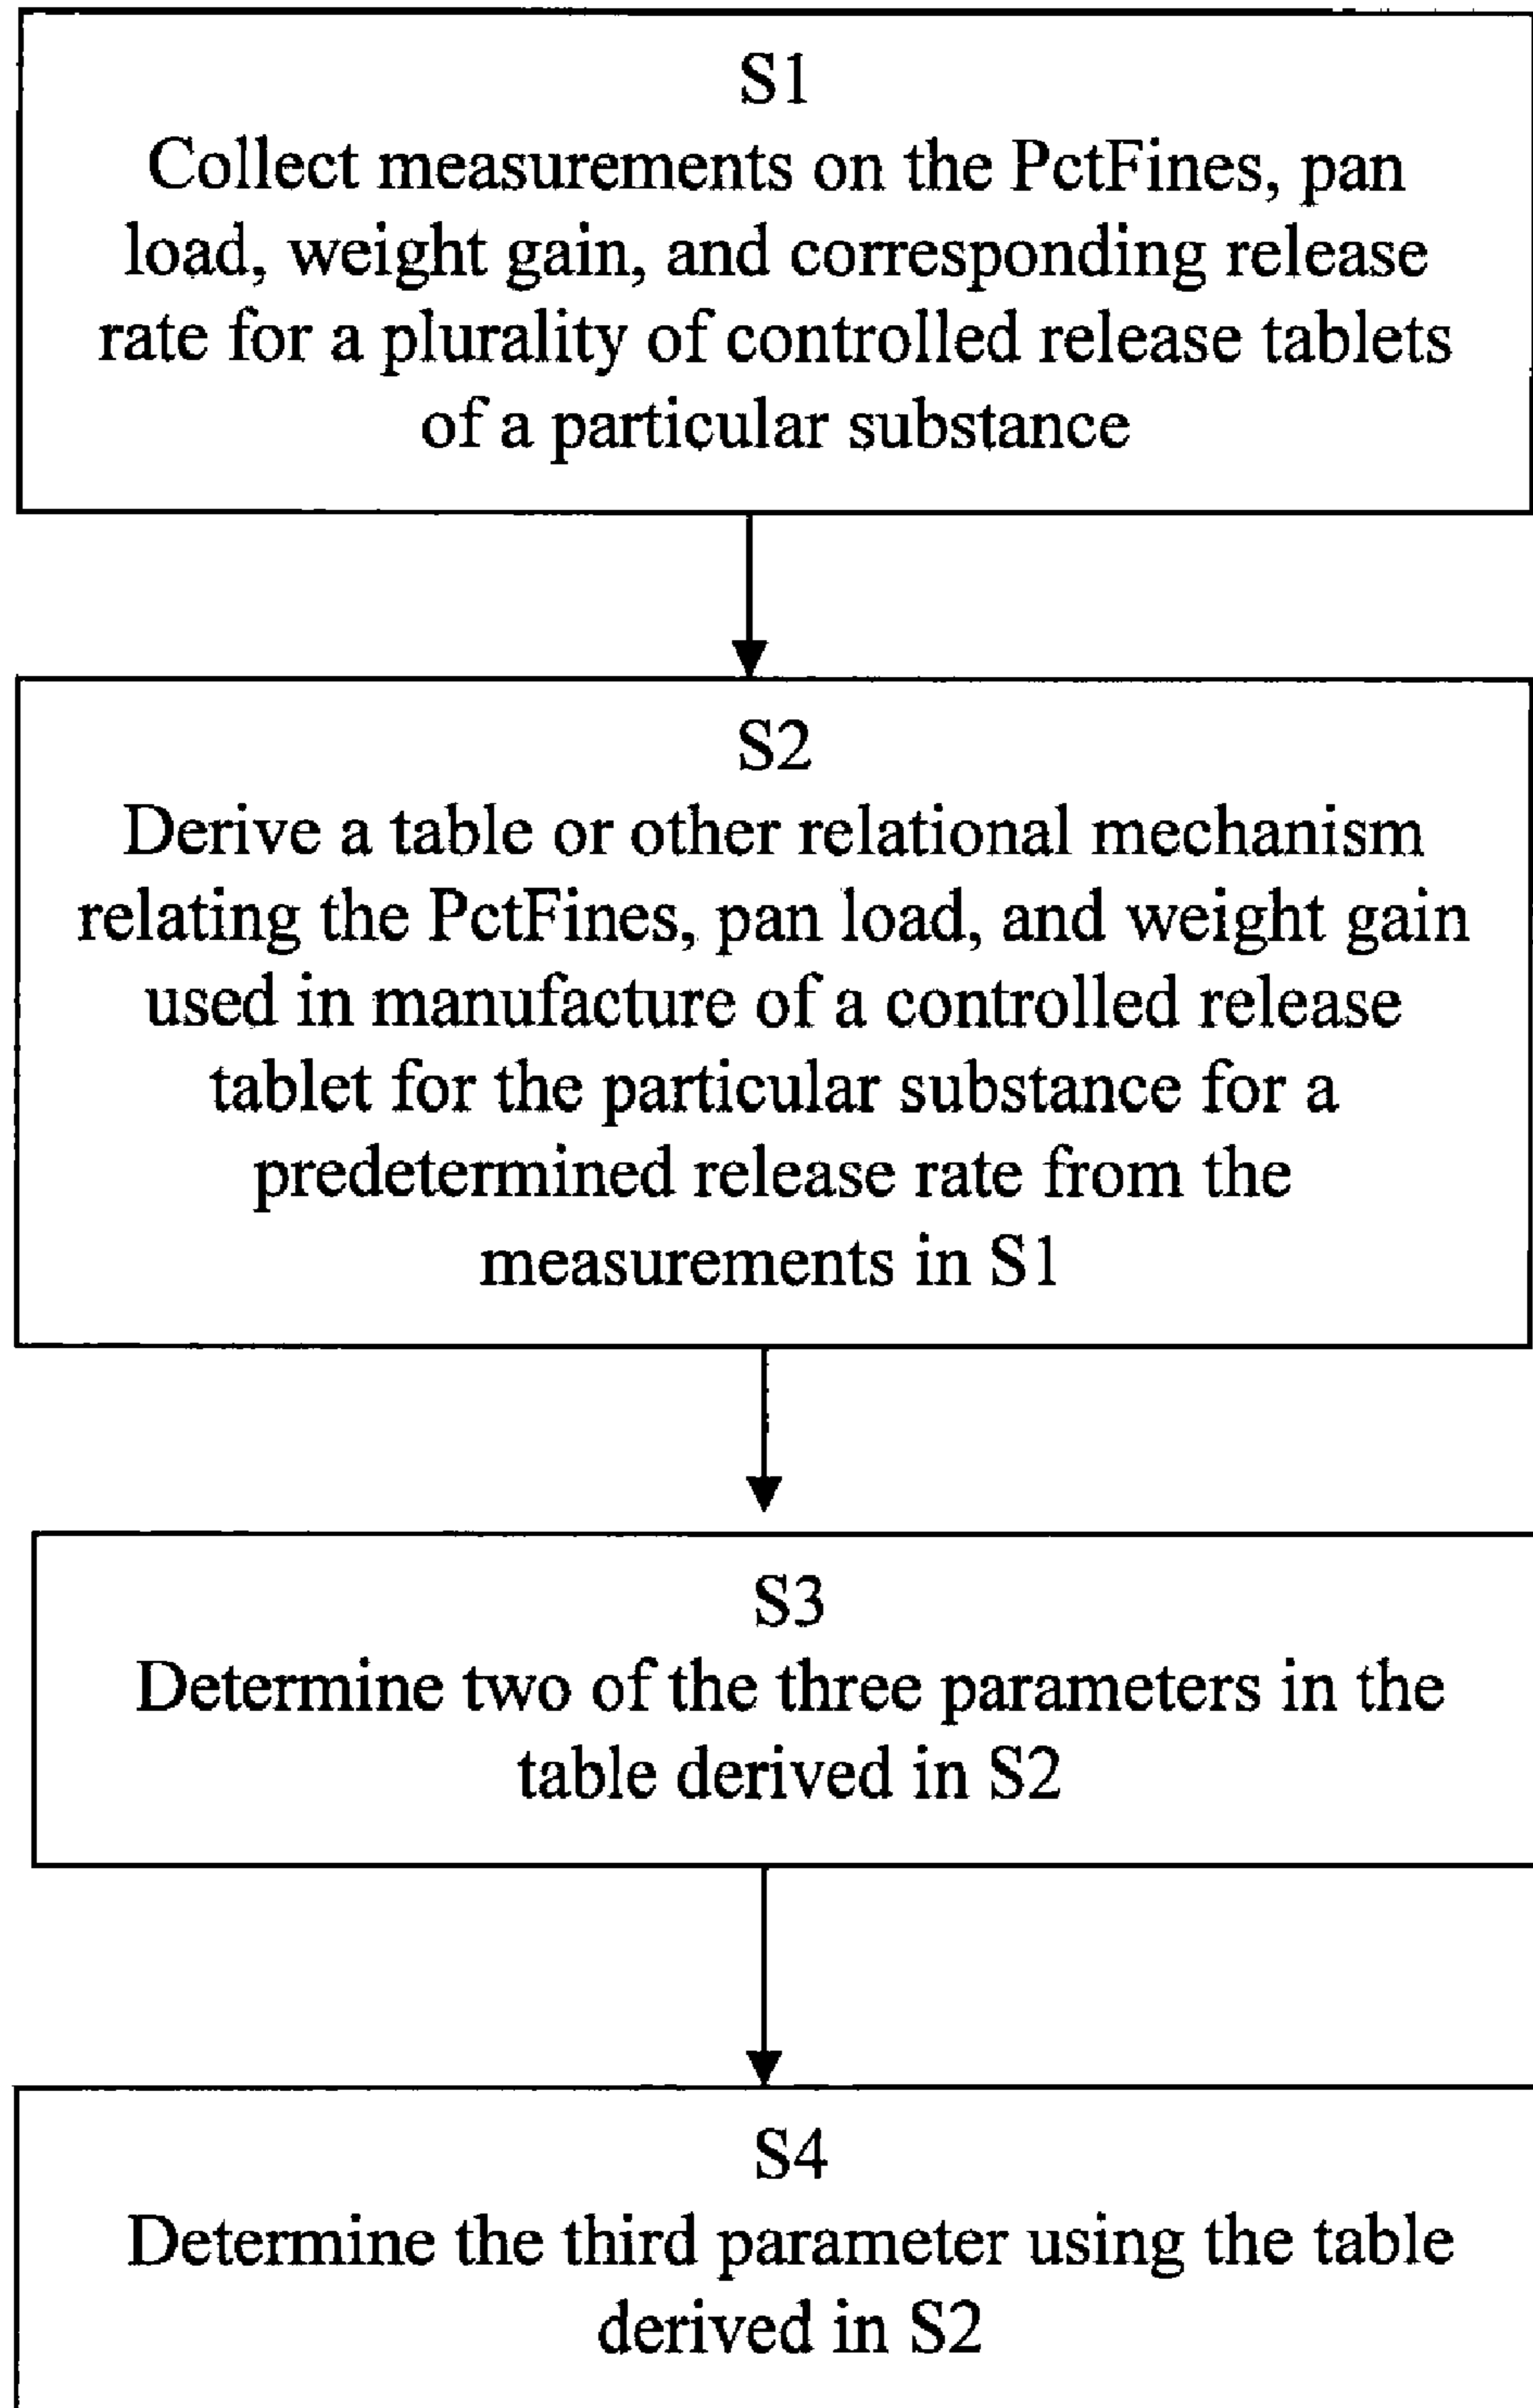 S1
Collect measurements on the PctFines, pan
load, weight gain, and corresponding release
rate for a plurality of controlled release tablets
of a particular substance
S2
Derive a table or other relational mechanism
relating the PctFines, pan load, and weight gain
used in manufacture of a controlled release
tablet for the particular substance for a
predetermined release rate from the
measurements in S1
S3
Determine two of the three parameters in the
table derived in S2
S4
Determine the third parameter using the table
derived in S2